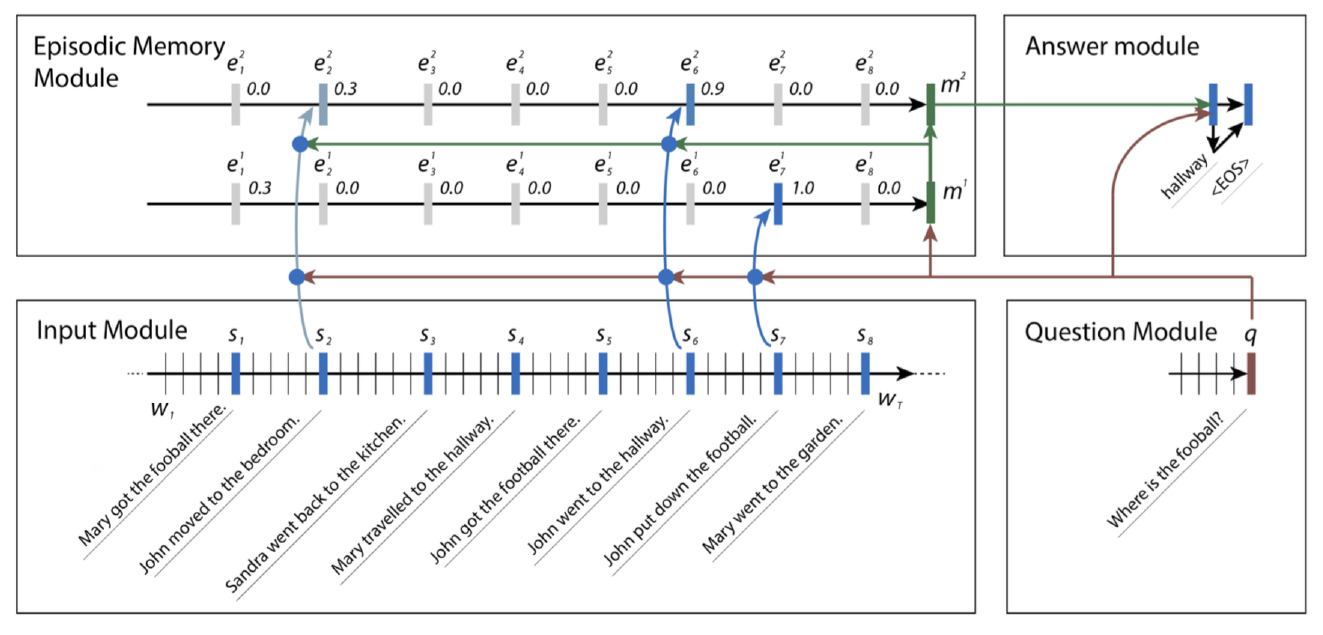 Episodic Memory
Module
e₁² e₂² e₃² e₄² e₅² e₆² e₇² e₈²
0.0 0.3 0.0 0.0 0.0 0.9 0.0 0.0
m²
e₁¹ e₂¹ e₃¹ e₄¹ e₅¹ e₆¹ e₇¹ e₈¹
0.3 0.0 0.0 0.0 0.0 0.0 1.0 0.0
m¹
Answer module
hallway
<EOS>
Input Module
s₁ s₂ s₃ s₄ s₅ s₆ s₇ s₈
w₁
w_T
Mary got the fooball there.
John moved to the bedroom.
Sandra went back to the kitchen.
Mary travelled to the hallway.
John got the football there.
John went to the hallway.
John put down the football.
Mary went to the garden.
Question Module
q
Where is the fooball?